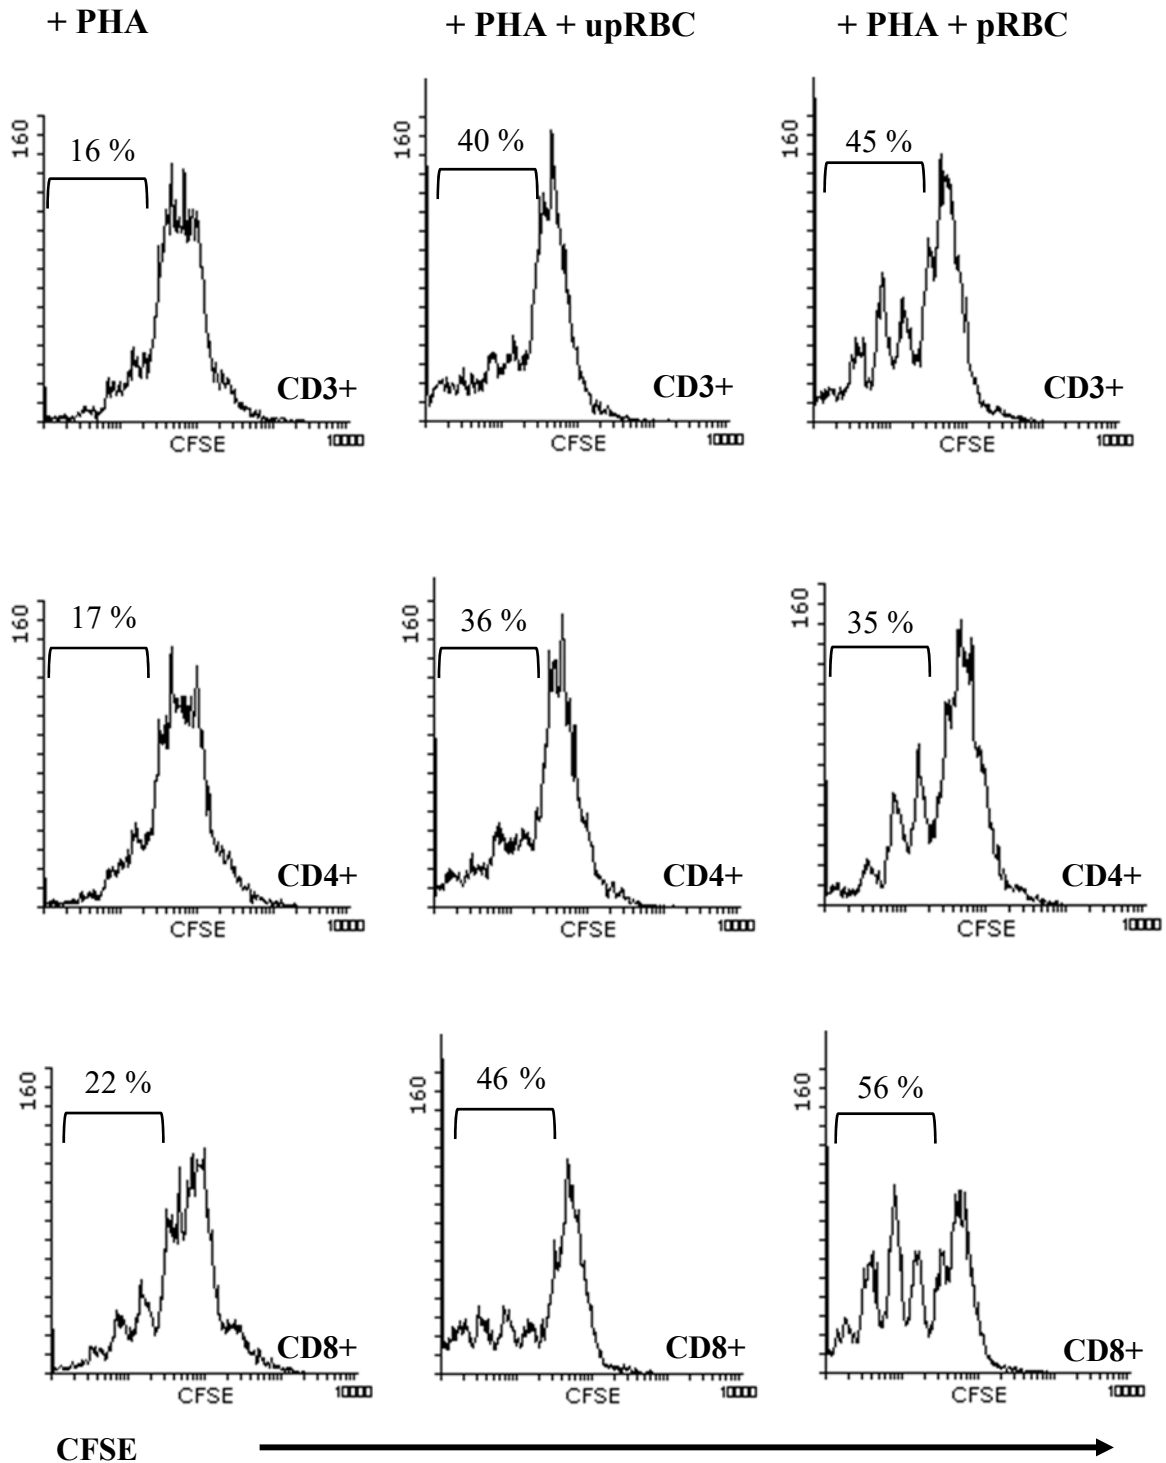 + PHA
+ PHA + upRBC
+ PHA + pRBC
160
16 %
CD3+
CFSE
10000
160
40 %
CD3+
CFSE
10000
160
45 %
CD3+
CFSE
10000
160
17 %
CD4+
CFSE
10000
160
36 %
CD4+
CFSE
10000
160
35 %
CD4+
CFSE
10000
160
22 %
CD8+
CFSE
10000
160
46 %
CD8+
CFSE
10000
160
56 %
CD8+
CFSE
10000
CFSE